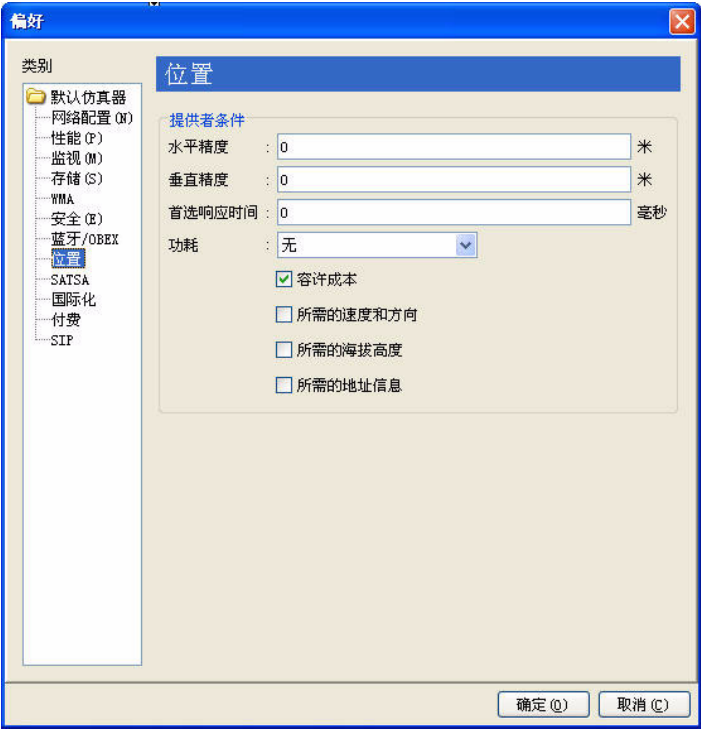 偏好
类别
默认仿真器
网络配置(N)
性能(P)
监视(M)
存储(S)
WMA
安全(E)
蓝牙/OBEX
位置
SATSA
国际化
付费
SIP
位置
提供者条件
水平精度 : 0 米
垂直精度 : 0 米
首选响应时间 : 0 毫秒
功耗 : 无
容许成本
所需的速度和方向
所需的海拔高度
所需的地址信息
确定(O) 取消(C)